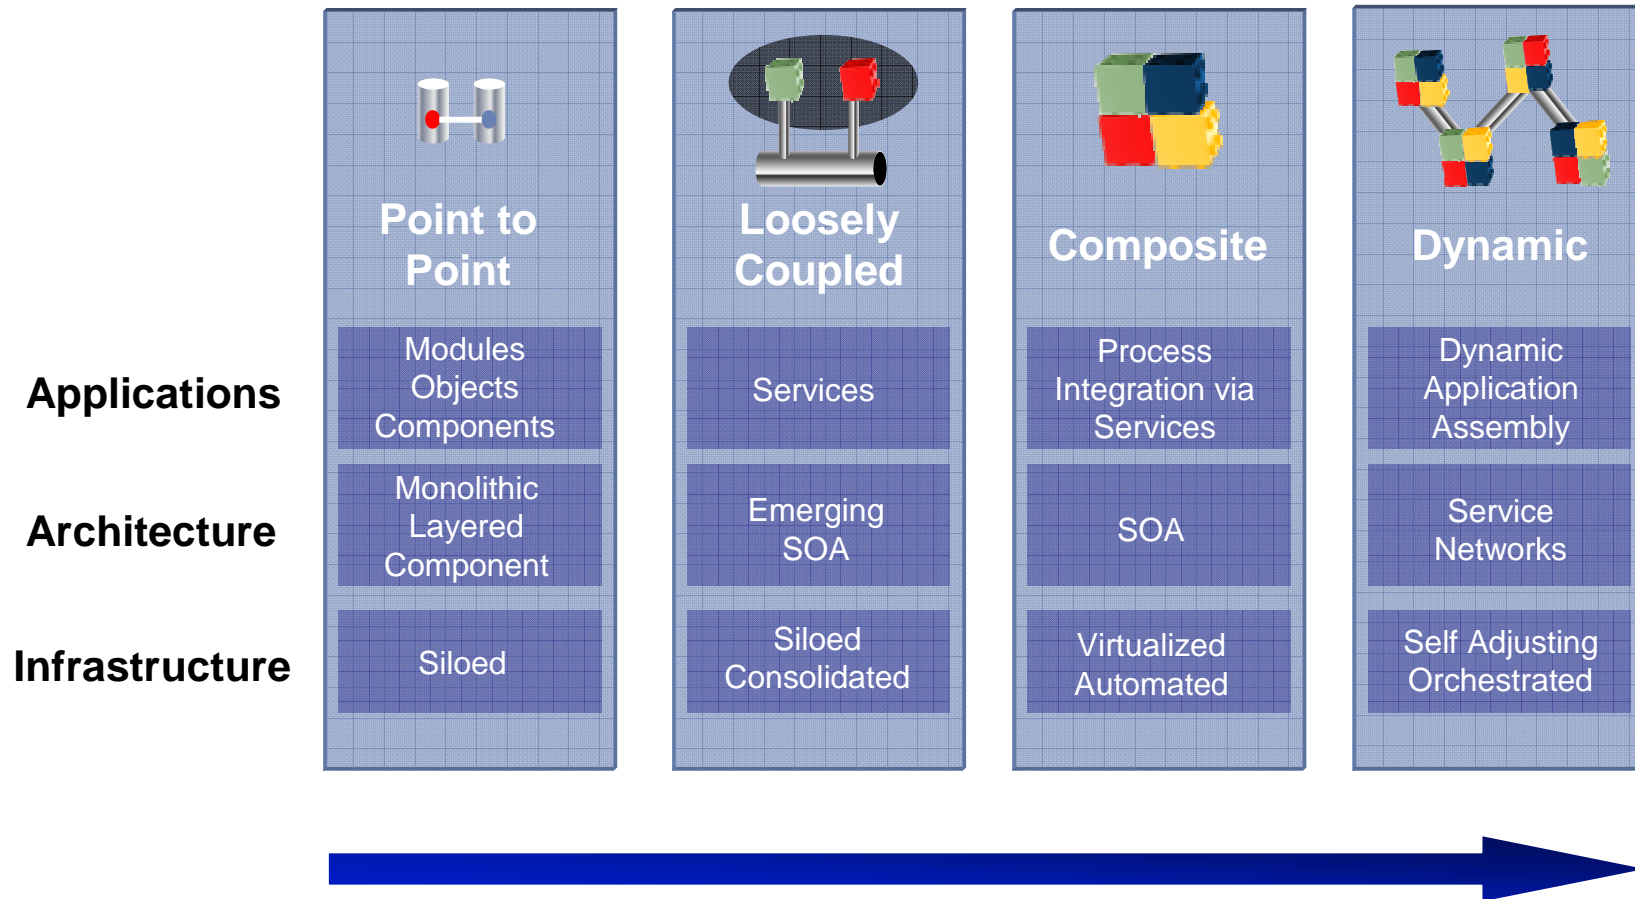 Point to
Point
Loosely
Coupled
Composite
Dynamic
Applications
Modules
Objects
Components
Services
Process
Integration via
Services
Dynamic
Application
Assembly
Architecture
Monolithic
Layered
Component
Emerging
SOA
SOA
Service
Networks
Infrastructure
Siloed
Siloed
Consolidated
Virtualized
Automated
Self Adjusting
Orchestrated